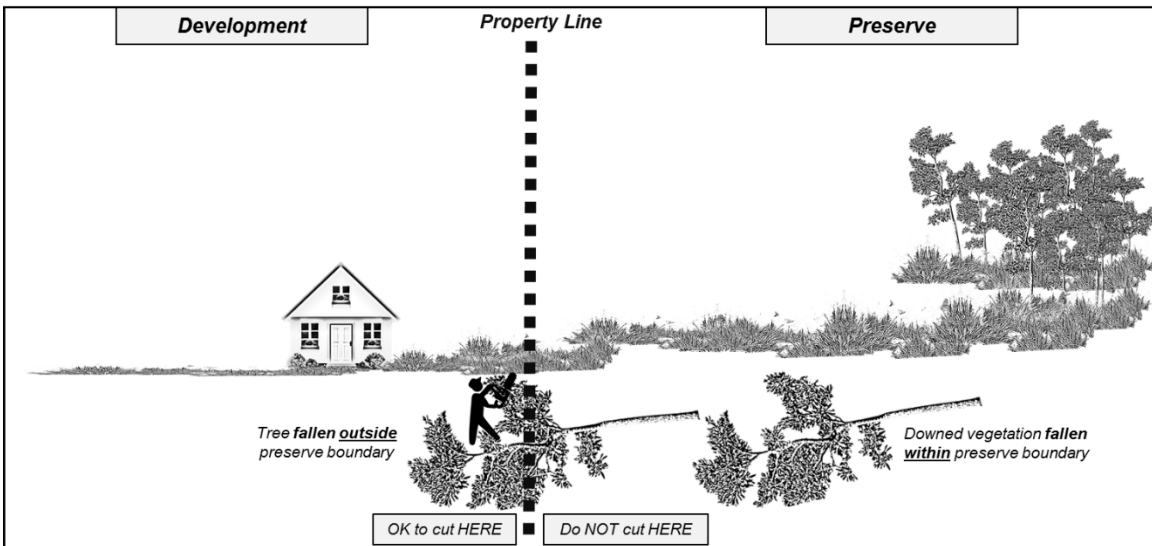 Development
Property Line
Preserve
Tree fallen outside
preserve boundary
Downed vegetation fallen
within preserve boundary
OK to cut HERE
Do NOT cut HERE